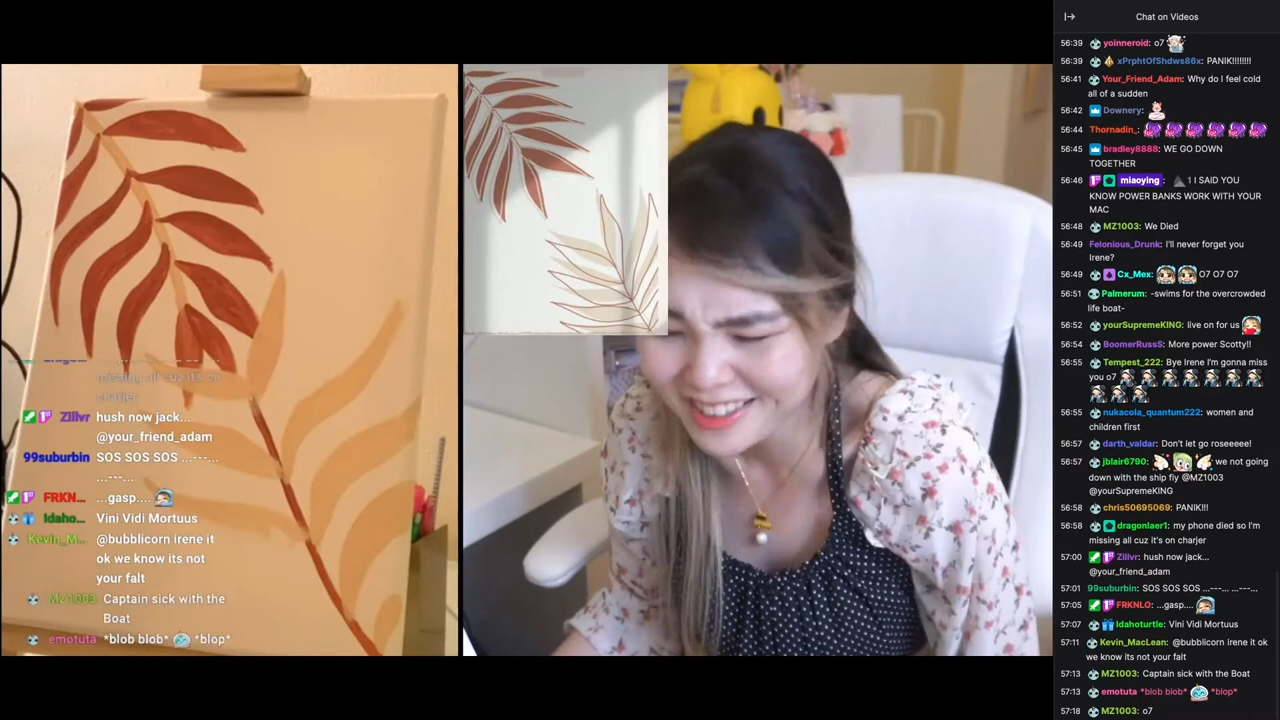 missing all cuz it's on
charjer
Zillvr hush now jack...
@your_friend_adam
99suburbin SOS SOS SOS ...---...
...---...
FRKN... ...gasp....
Idaho... Vini Vidi Mortuus
Kevin_M... @bubblicorn irene it
ok we know its not
your falt
MZ1003 Captain sick with the
Boat
emotuta *blob blob* *blop*
Chat on Videos
56:39 yoinneroid: o7
56:39 xPrphtOfShdws86x: PANIK!!!!!!!!
56:41 Your_Friend_Adam: Why do I feel cold
all of a sudden
56:42 Downery:
56:44 Thornadin_:
56:45 bradley8888: WE GO DOWN
TOGETHER
56:46 miaoying : 1 I SAID YOU
KNOW POWER BANKS WORK WITH YOUR
MAC
56:48 MZ1003: We Died
56:49 Felonious_Drunk: I'll never forget you
Irene?
56:49 Cx_Mex: O7 O7 O7
56:51 Palmerum: -swims for the overcrowded
life boat-
56:52 yourSupremeKING: live on for us
56:54 BoomerRussS: More power Scotty!!
56:55 Tempest_222: Bye Irene I'm gonna miss
you o7
56:55 nukacola_quantum222: women and
children first
56:57 darth_valdar: Don't let go roseeeee!
56:57 jblair6790: we not going
down with the ship fly @MZ1003
@yourSupremeKING
56:58 chris50695069: PANIK!!!
56:58 dragonlaer1: my phone died so I'm
missing all cuz it's on charjer
57:00 Zillvr: hush now jack...
@your_friend_adam
57:01 99suburbin: SOS SOS SOS ...---... ...---...
57:05 FRKNLO: ...gasp....
57:07 Idahoturtle: Vini Vidi Mortuus
57:11 Kevin_MacLean: @bubblicorn irene it ok
we know its not your falt
57:13 MZ1003: Captain sick with the Boat
57:13 emotuta *blob blob* *blop*
57:18 MZ1003: o7